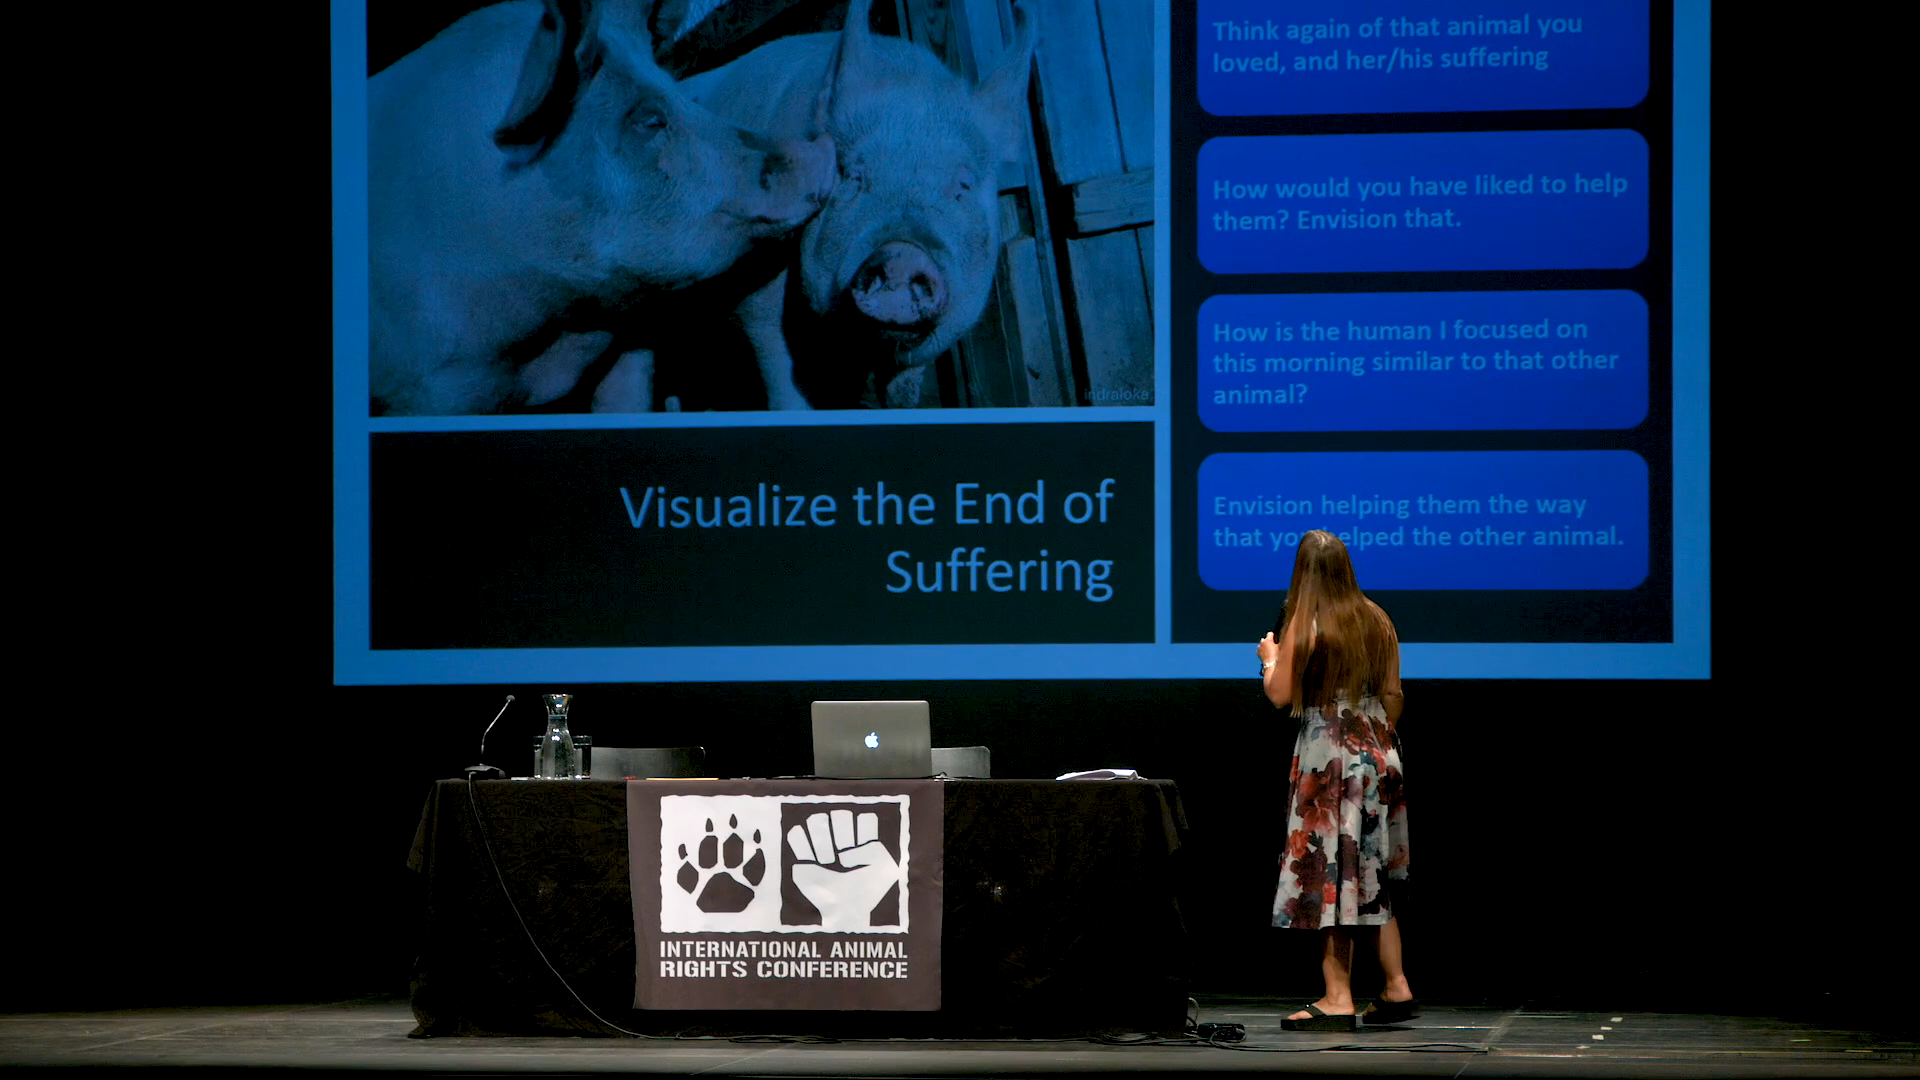 Think again of that animal you
loved, and her/his suffering
How would you have liked to help
them? Envision that.
How is the human I focused on
this morning similar to that other
animal?
Envision helping them the way
that you helped the other animal.
indraloka
Visualize the End of
Suffering
INTERNATIONAL ANIMAL
RIGHTS CONFERENCE